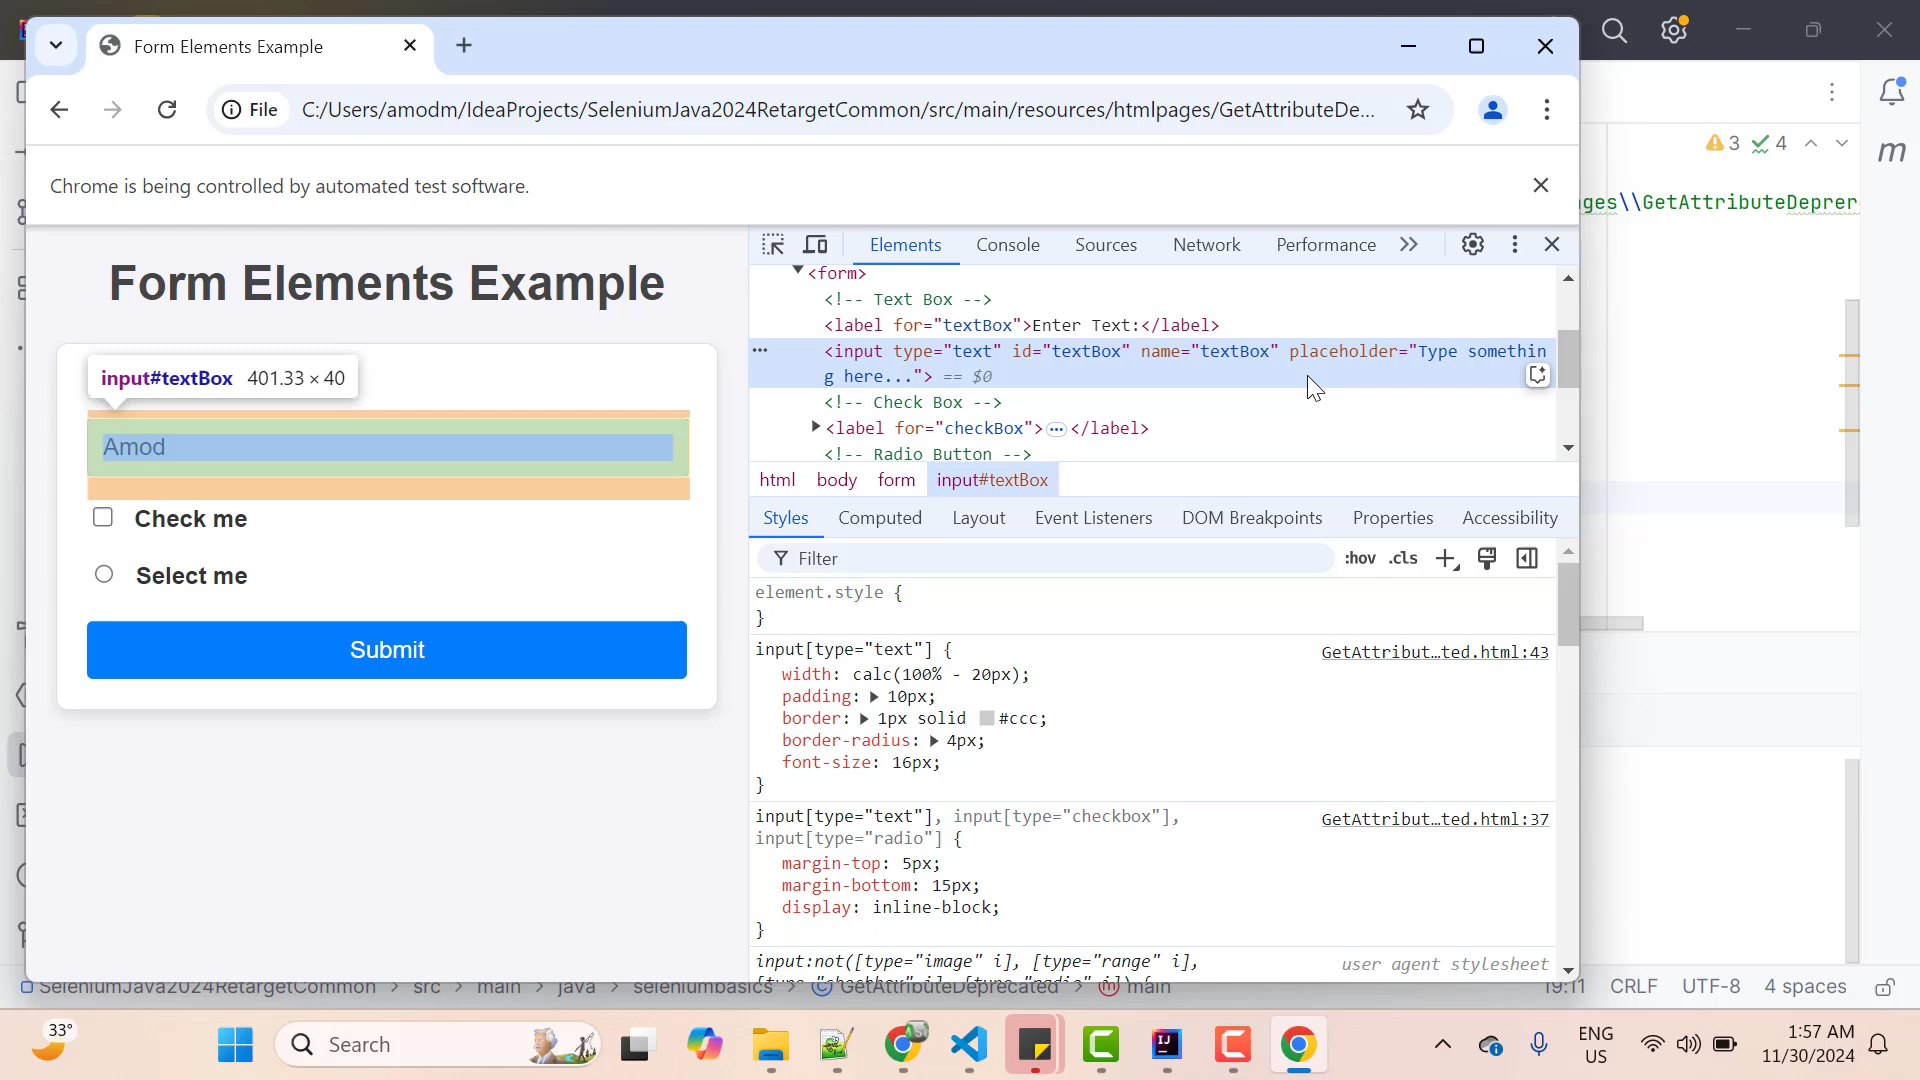 Form Elements Example
File
C:/Users/amodm/IdeaProjects/SeleniumJava2024RetargetCommon/src/main/resources/htmlpages/GetAttributeDe...
Chrome is being controlled by automated test software.
3 4
ges\\GetAttributeDeprer
m
Form Elements Example
input#textBox 401.33 × 40
Amod
Check me
Select me
Submit
Elements Console Sources Network Performance
<form>
<!-- Text Box -->
<label for="textBox">Enter Text:</label>
<input type="text" id="textBox" name="textBox" placeholder="Type somethin
g here..."> == $0
<!-- Check Box -->
<label for="checkBox"></label>
<!-- Radio Button -->
html body form input#textBox
Styles Computed Layout Event Listeners DOM Breakpoints Properties Accessibility
Filter :hov .cls
element.style {
}
input[type="text"] { GetAttribut…ted.html:43
width: calc(100% - 20px);
padding: 10px;
border: 1px solid #ccc;
border-radius: 4px;
font-size: 16px;
}
input[type="text"], input[type="checkbox"], GetAttribut…ted.html:37
input[type="radio"] {
margin-top: 5px;
margin-bottom: 15px;
display: inline-block;
}
input:not([type="image" i], [type="range" i], user agent stylesheet
SeleniumJava2024RetargetCommon > src > main > java > seleniumbasics > GetAttributeDeprecated > main
19:11 CRLF UTF-8 4 spaces
33°
Search
ENG
US
1:57 AM
11/30/2024